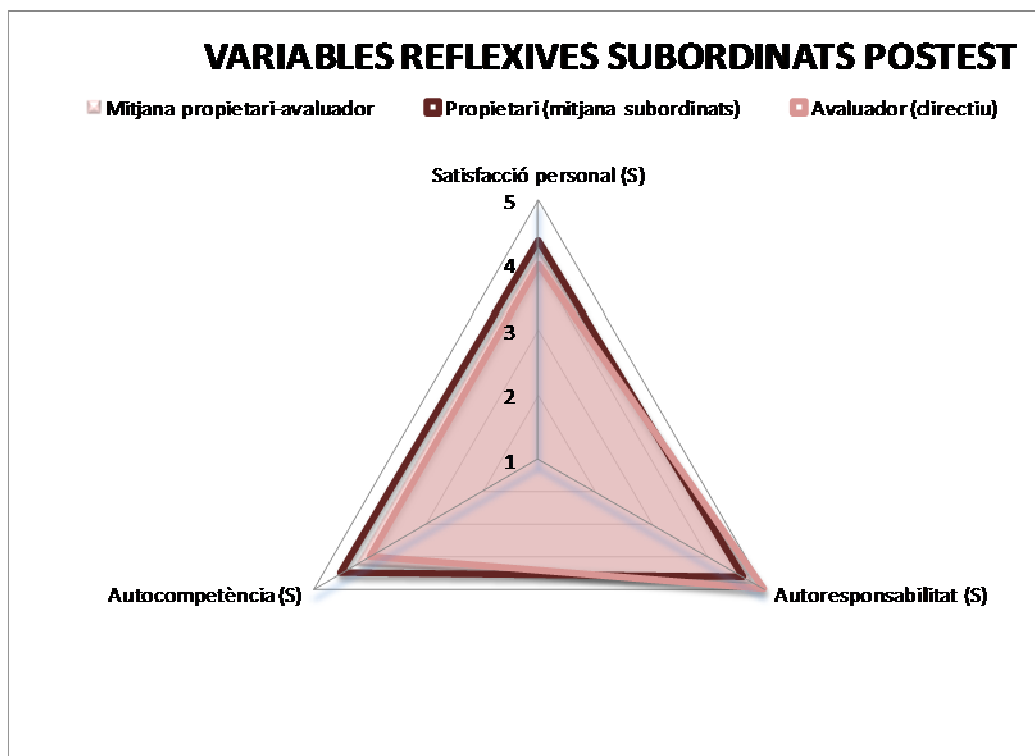 VARIABLES REFLEXIVES SUBORDINATS POSTEST
Mitjana propietari-avaluador Propietari (mitjana subordinats) Avaluador (directiu)
Satisfacció personal (S)
5
4
3
2
1
Autocompetència (S) Autoresponsabilitat (S)